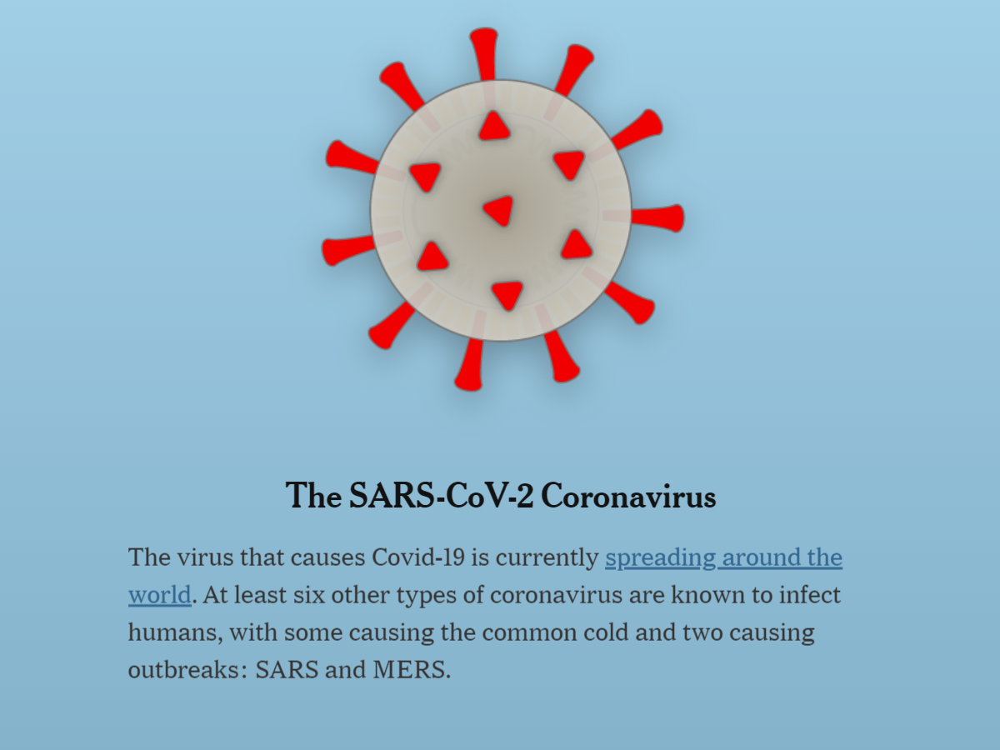 The SARS-CoV-2 Coronavirus
The virus that causes Covid-19 is currently spreading around the
world. At least six other types of coronavirus are known to infect
humans, with some causing the common cold and two causing
outbreaks: SARS and MERS.